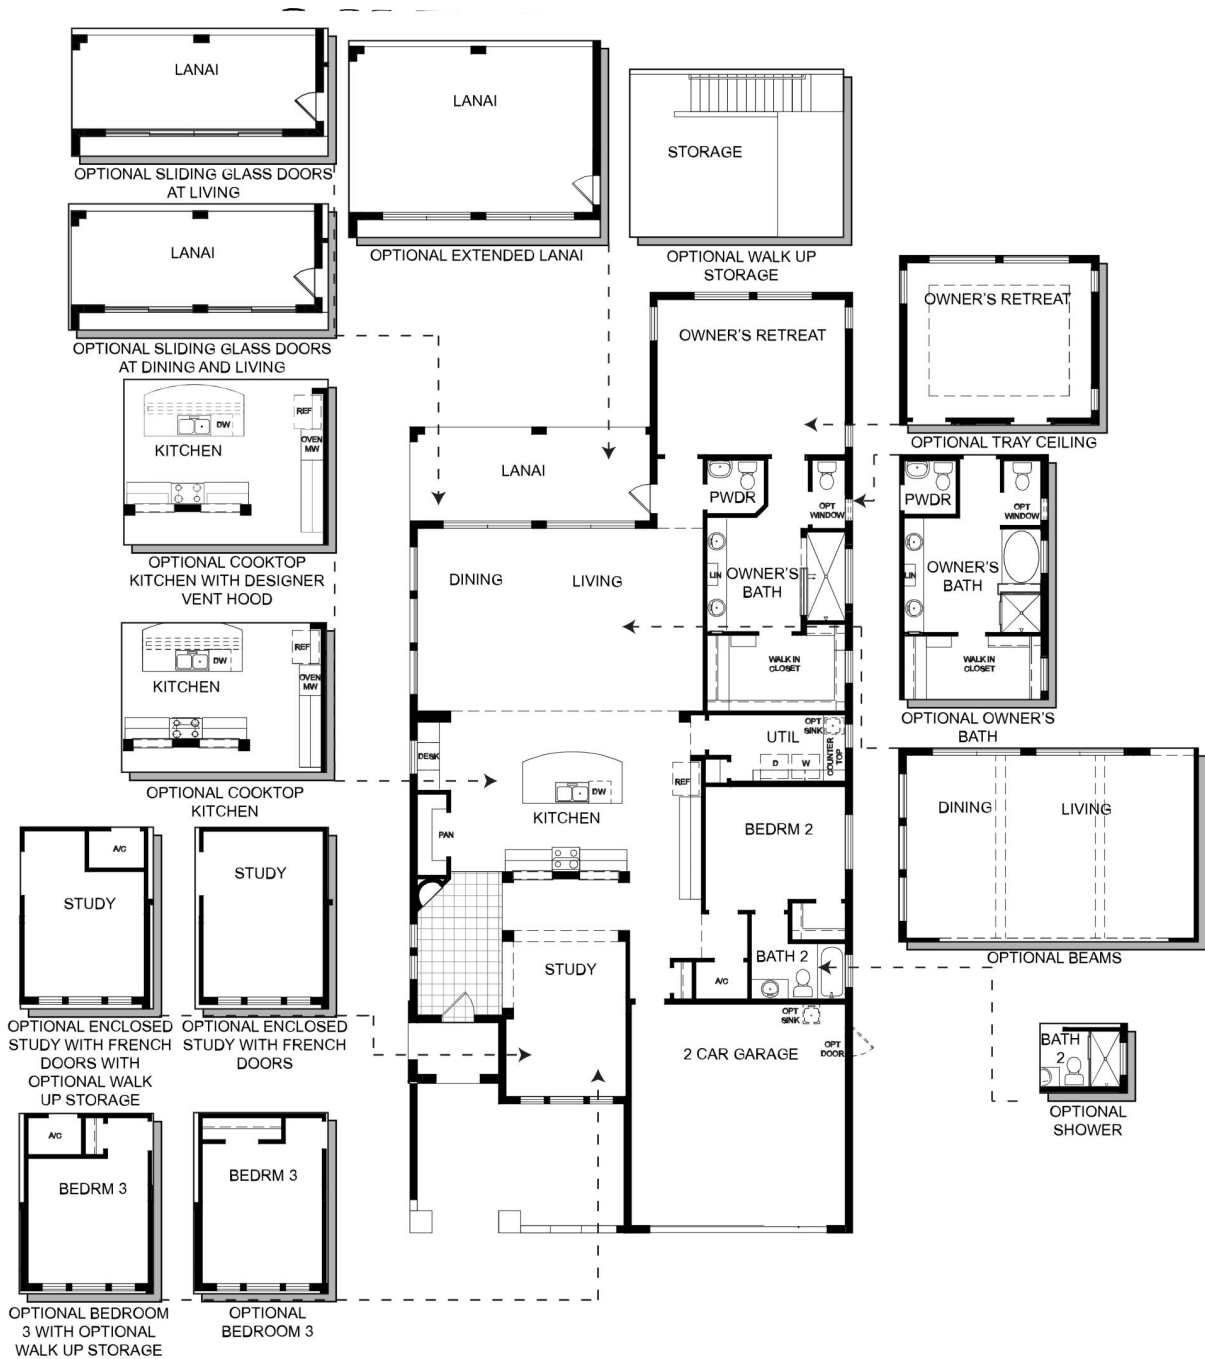 LANAI
OPTIONAL SLIDING GLASS DOORS
AT LIVING
LANAI
OPTIONAL EXTENDED LANAI
STORAGE
OPTIONAL WALK UP
STORAGE
LANAI
OPTIONAL SLIDING GLASS DOORS
AT DINING AND LIVING
OWNER'S RETREAT
OPTIONAL TRAY CEILING
KITCHEN
DW
REF
OVEN
MW
OPTIONAL COOKTOP
KITCHEN WITH DESIGNER
VENT HOOD
KITCHEN
DW
REF
OVEN
MW
OPTIONAL COOKTOP
KITCHEN
OWNER'S RETREAT
LANAI
PWDR
OPT
WINDOW
DINING
LIVING
LIN
OWNER'S
BATH
WALK IN
CLOSET
UTIL
OPT
SINK
D
W
COUNTER
TOP
DESK
REF
DW
KITCHEN
PAN
BEDRM 2
BATH 2
STUDY
A/C
OPT
SINK
2 CAR GARAGE
OPT
DOOR
PWDR
OPT
WINDOW
LIN
OWNER'S
BATH
WALK IN
CLOSET
OPTIONAL OWNER'S
BATH
DINING
LIVING
OPTIONAL BEAMS
BATH
2
OPTIONAL
SHOWER
A/C
STUDY
OPTIONAL ENCLOSED
STUDY WITH FRENCH
DOORS WITH
OPTIONAL WALK
UP STORAGE
STUDY
OPTIONAL ENCLOSED
STUDY WITH FRENCH
DOORS
A/C
BEDRM 3
OPTIONAL BEDROOM
3 WITH OPTIONAL
WALK UP STORAGE
BEDRM 3
OPTIONAL
BEDROOM 3